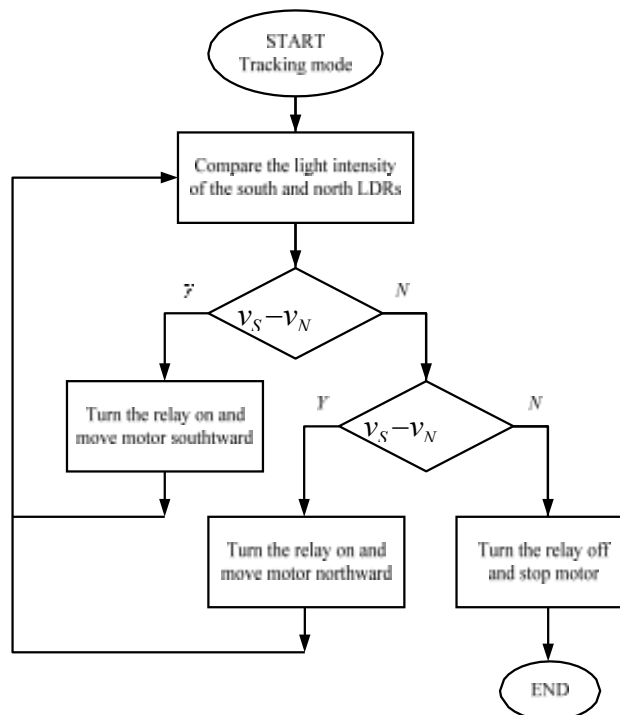 START
Tracking mode
Compare the light intensity
of the south and north LDRs
N
v_S−v_N
Turn the relay on and
move motor southtward
Y
N
v_S−v_N
Turn the relay on and
move motor northward
Turn the relay off
and stop motor
END